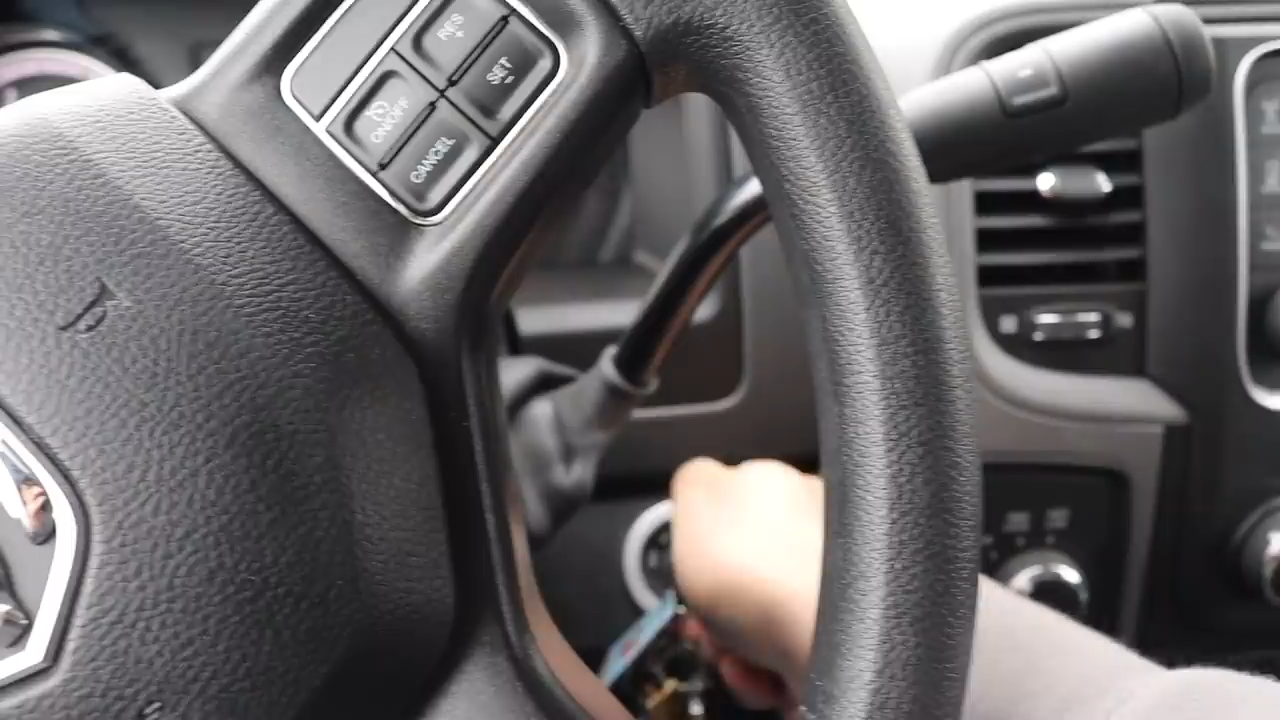 RES
+
SET
-
ON/OFF
CANCEL